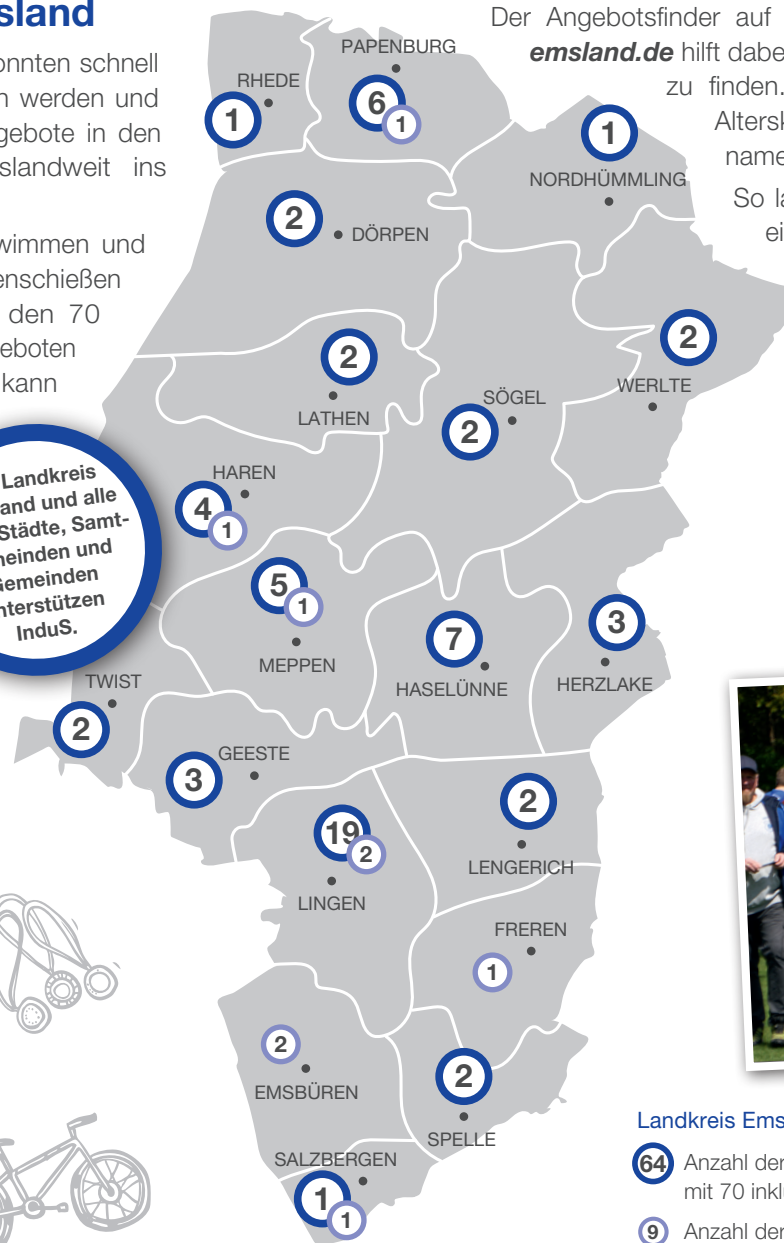 sland
onnten schnell
n werden und
gebote in den
slandweit ins
wimmen und
enschießen
den 70
geboten
kann
Der Angebotsfinder auf
emsland.de hilft dabe
zu finden.
Altersk
name
So la
ei
Landkreis
and und alle
Städte, Samt-
einden und
Gemeinden
nterstützen
InduS.
PAPENBURG
6
1
RHEDE
1
1
NORDHÜMMLING
2
DÖRPEN
2
LATHEN
2
WERLTE
SÖGEL
2
HAREN
4
1
5
1
MEPPEN
7
HASELÜNNE
3
HERZLAKE
TWIST
2
GEESTE
3
19
2
LINGEN
2
LENGERICH
FREREN
1
2
EMSBÜREN
2
SPELLE
SALZBERGEN
1
1
Landkreis Ems
64 Anzahl der
mit 70 inkl
9 Anzahl der